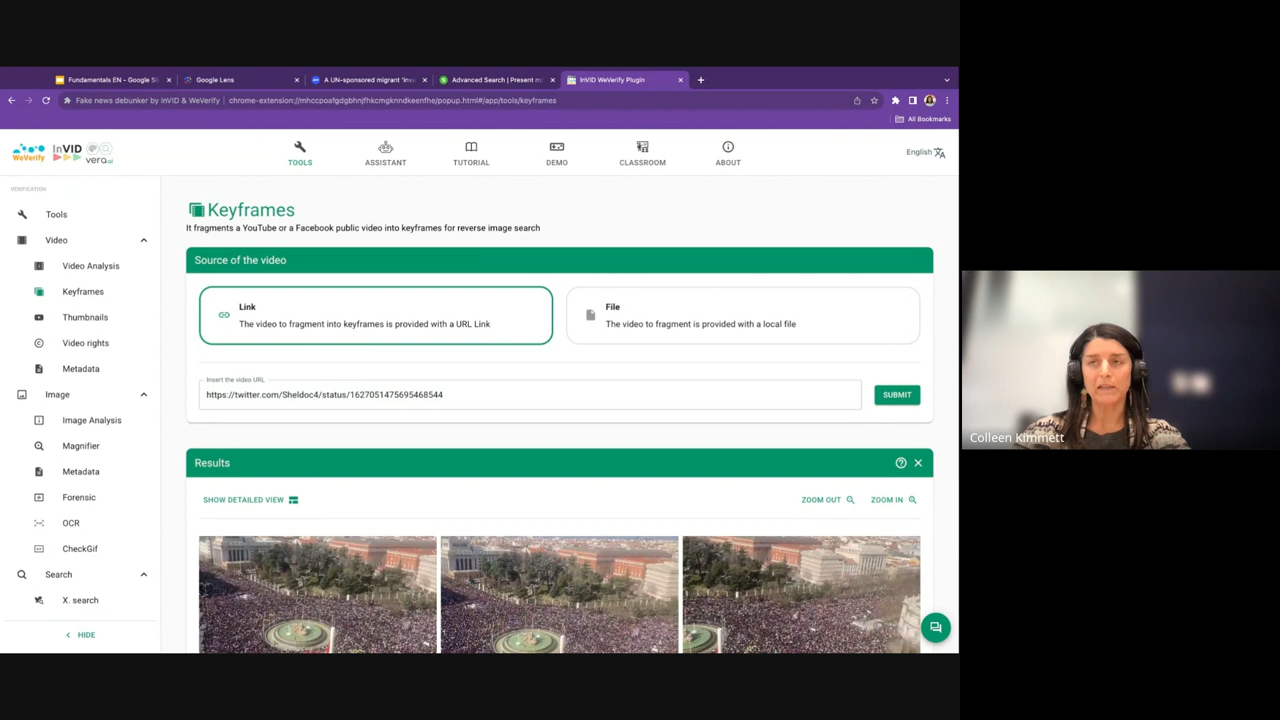 Fundamentals EN - Google Sli
Google Lens
A UN-sponsored migrant 'inva
Advanced Search | Present m
InVID WeVerify Plugin
Fake news debunker by InVID & WeVerify
chrome-extension://mhccpoafgdgbhnjfhkcmgknndkeenfhe/popup.html#/app/tools/keyframes
All Bookmarks
WeVerify
InVID
vera.ai
TOOLS
ASSISTANT
TUTORIAL
DEMO
CLASSROOM
ABOUT
English
VERIFICATION
Tools
Video
Video Analysis
Keyframes
Thumbnails
Video rights
Metadata
Image
Image Analysis
Magnifier
Metadata
Forensic
OCR
CheckGif
Search
X. search
HIDE
Keyframes
It fragments a YouTube or a Facebook public video into keyframes for reverse image search
Source of the video
Link
The video to fragment into keyframes is provided with a URL Link
File
The video to fragment is provided with a local file
Insert the video URL
https://twitter.com/Sheldoc4/status/1627051475695468544
SUBMIT
Results
SHOW DETAILED VIEW
ZOOM OUT
ZOOM IN
Colleen Kimmett